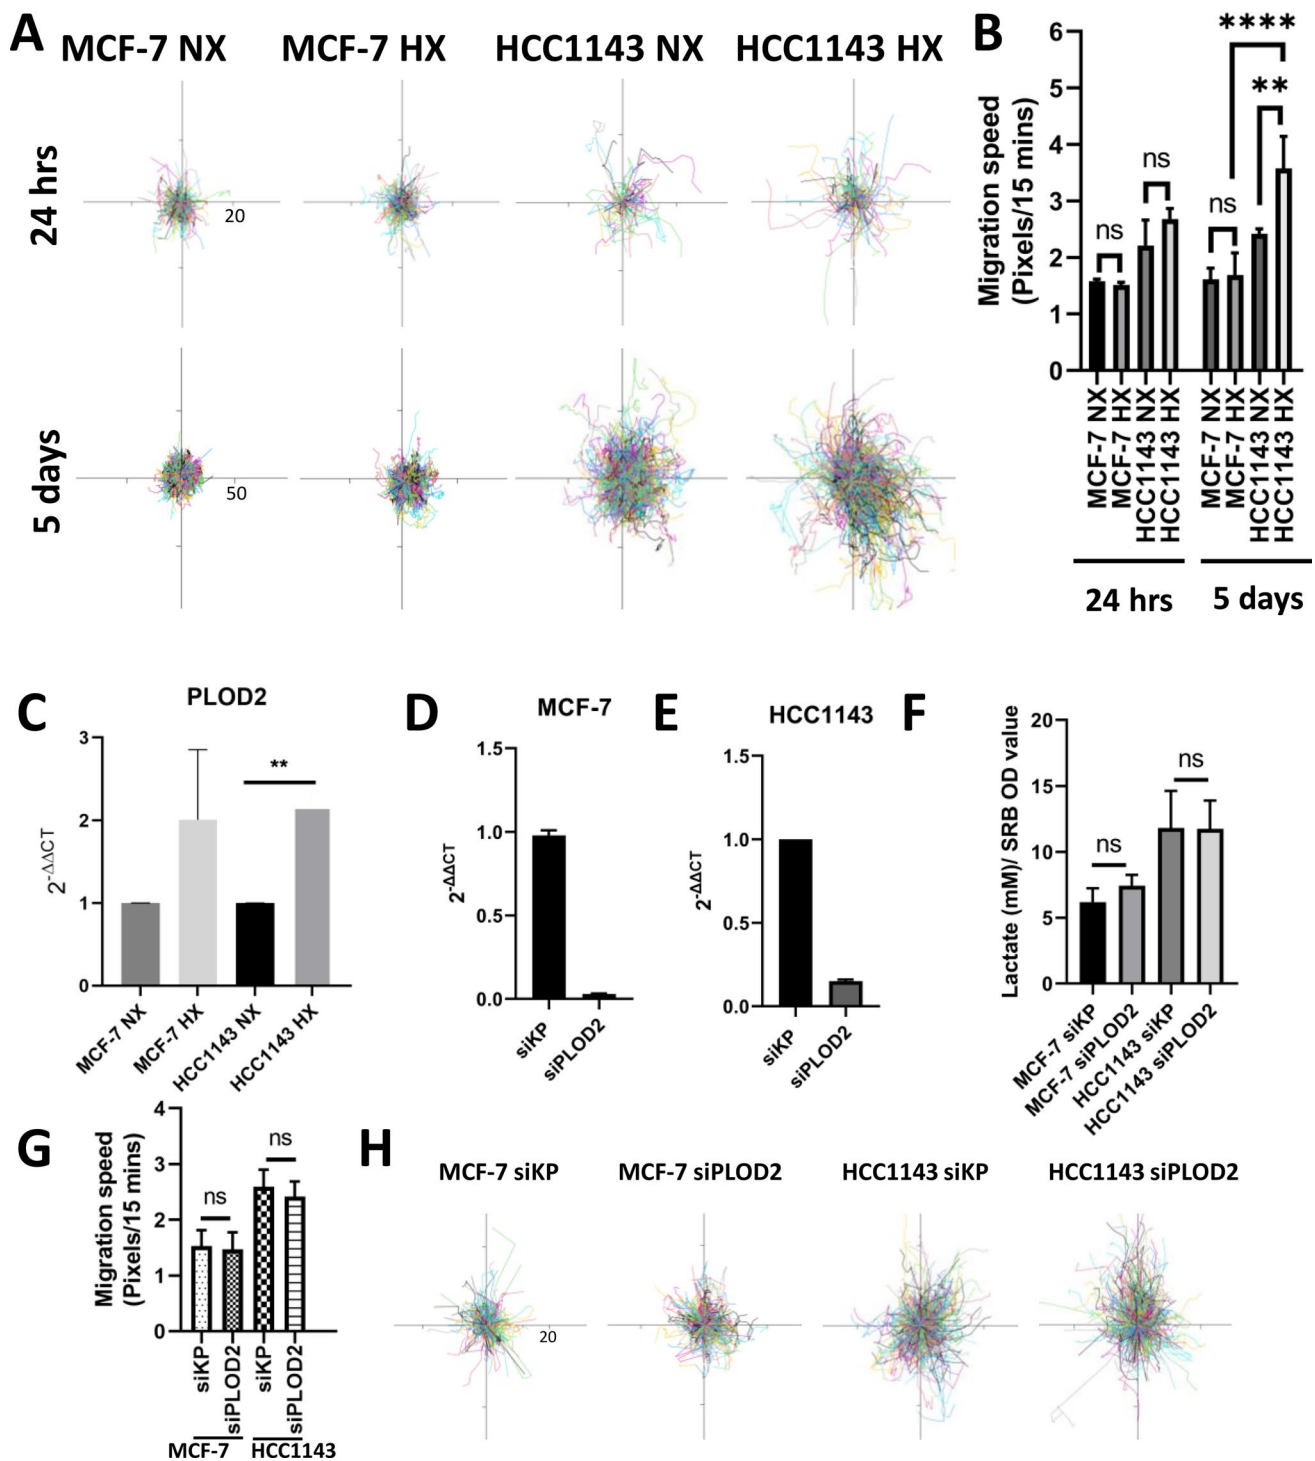 A
MCF-7 NX
MCF-7 HX
HCC1143 NX
HCC1143 HX
24 hrs
20
5 days
50
B
Migration speed
(Pixels/15 mins)
6
5
4
3
2
1
0
ns
ns
ns
**
****
MCF-7 NX
MCF-7 HX
HCC1143 NX
HCC1143 HX
MCF-7 NX
MCF-7 HX
HCC1143 NX
HCC1143 HX
24 hrs
5 days
C
PLOD2
2-ΔΔCT
3
2
1
0
**
MCF-7 NX
MCF-7 HX
HCC1143 NX
HCC1143 HX
D
MCF-7
2-ΔΔCT
1.5
1.0
0.5
0.0
siKP
siPLOD2
E
HCC1143
2-ΔΔCT
1.5
1.0
0.5
0.0
siKP
siPLOD2
F
Lactate (mM)/ SRB OD value
20
15
10
5
0
ns
ns
MCF-7 siKP
MCF-7 siPLOD2
HCC1143 siKP
HCC1143 siPLOD2
G
Migration speed
(Pixels/15 mins)
4
3
2
1
0
ns
ns
siKP
siPLOD2
siKP
siPLOD2
MCF-7
HCC1143
H
MCF-7 siKP
MCF-7 siPLOD2
HCC1143 siKP
HCC1143 siPLOD2
20